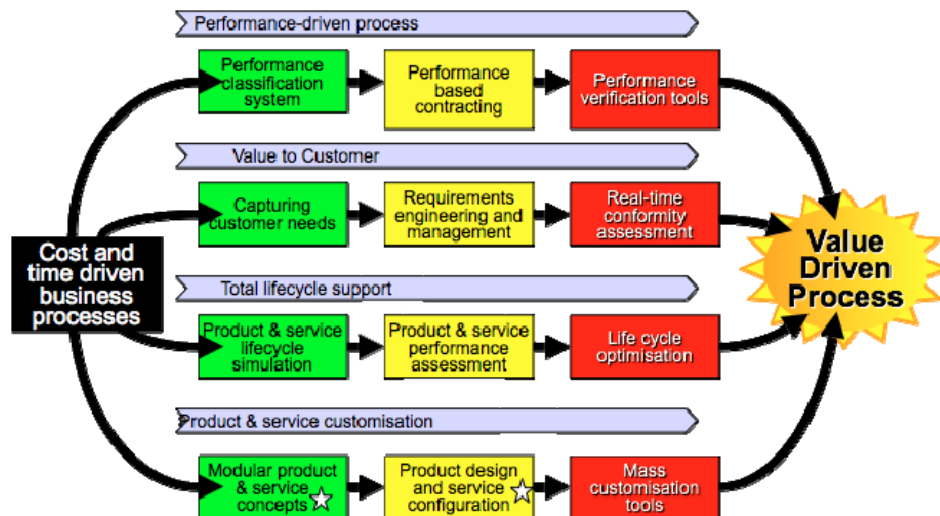 Performance-driven process
Performance
classification
system
Performance
based
contracting
Performance
verification tools
Value to Customer
Capturing
customer needs
Requirements
engineering and
management
Real-time
conformity
assessment
Cost and
time driven
business
processes
Value
Driven
Process
Total lifecycle support
Product & service
lifecycle
simulation
Product & service
performance
assessment
Life cycle
optimisation
Product & service customisation
Modular product
& service
concepts
Product design
and service
configuration
Mass
customisation
tools